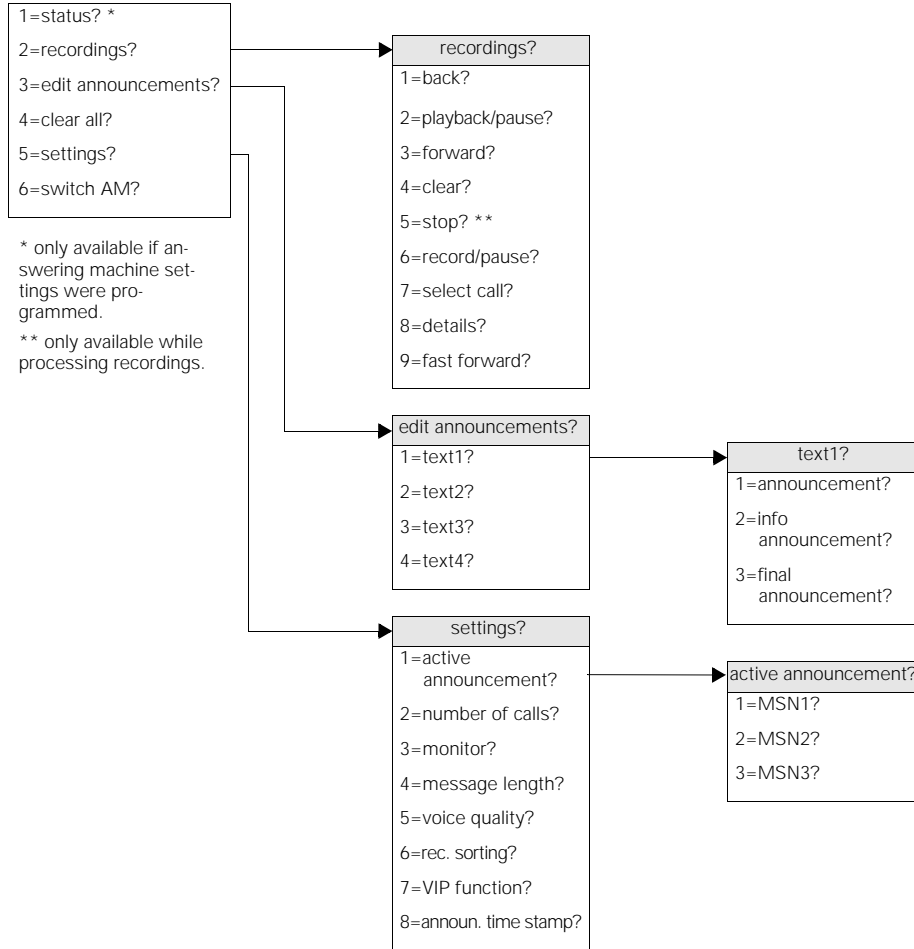 1=status? *
2=recordings?
3=edit announcements?
4=clear all?
5=settings?
6=switch AM?
* only available if an-
swering machine set-
tings were pro-
grammed.
** only available while
processing recordings.
recordings?
1=back?
2=playback/pause?
3=forward?
4=clear?
5=stop? **
6=record/pause?
7=select call?
8=details?
9=fast forward?
edit announcements?
1=text1?
2=text2?
3=text3?
4=text4?
text1?
1=announcement?
2=info
announcement?
3=final
announcement?
settings?
1=active
announcement?
2=number of calls?
3=monitor?
4=message length?
5=voice quality?
6=rec. sorting?
7=VIP function?
8=announ. time stamp?
active announcement?
1=MSN1?
2=MSN2?
3=MSN3?